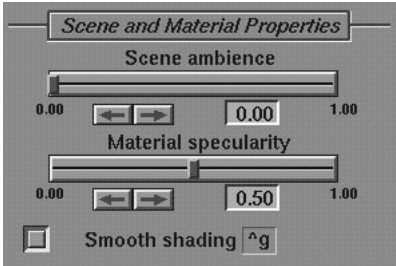 Scene and Material Properties
Scene ambience
0.00 0.00 1.00
Material specularity
0.00 0.50 1.00
Smooth shading ^g